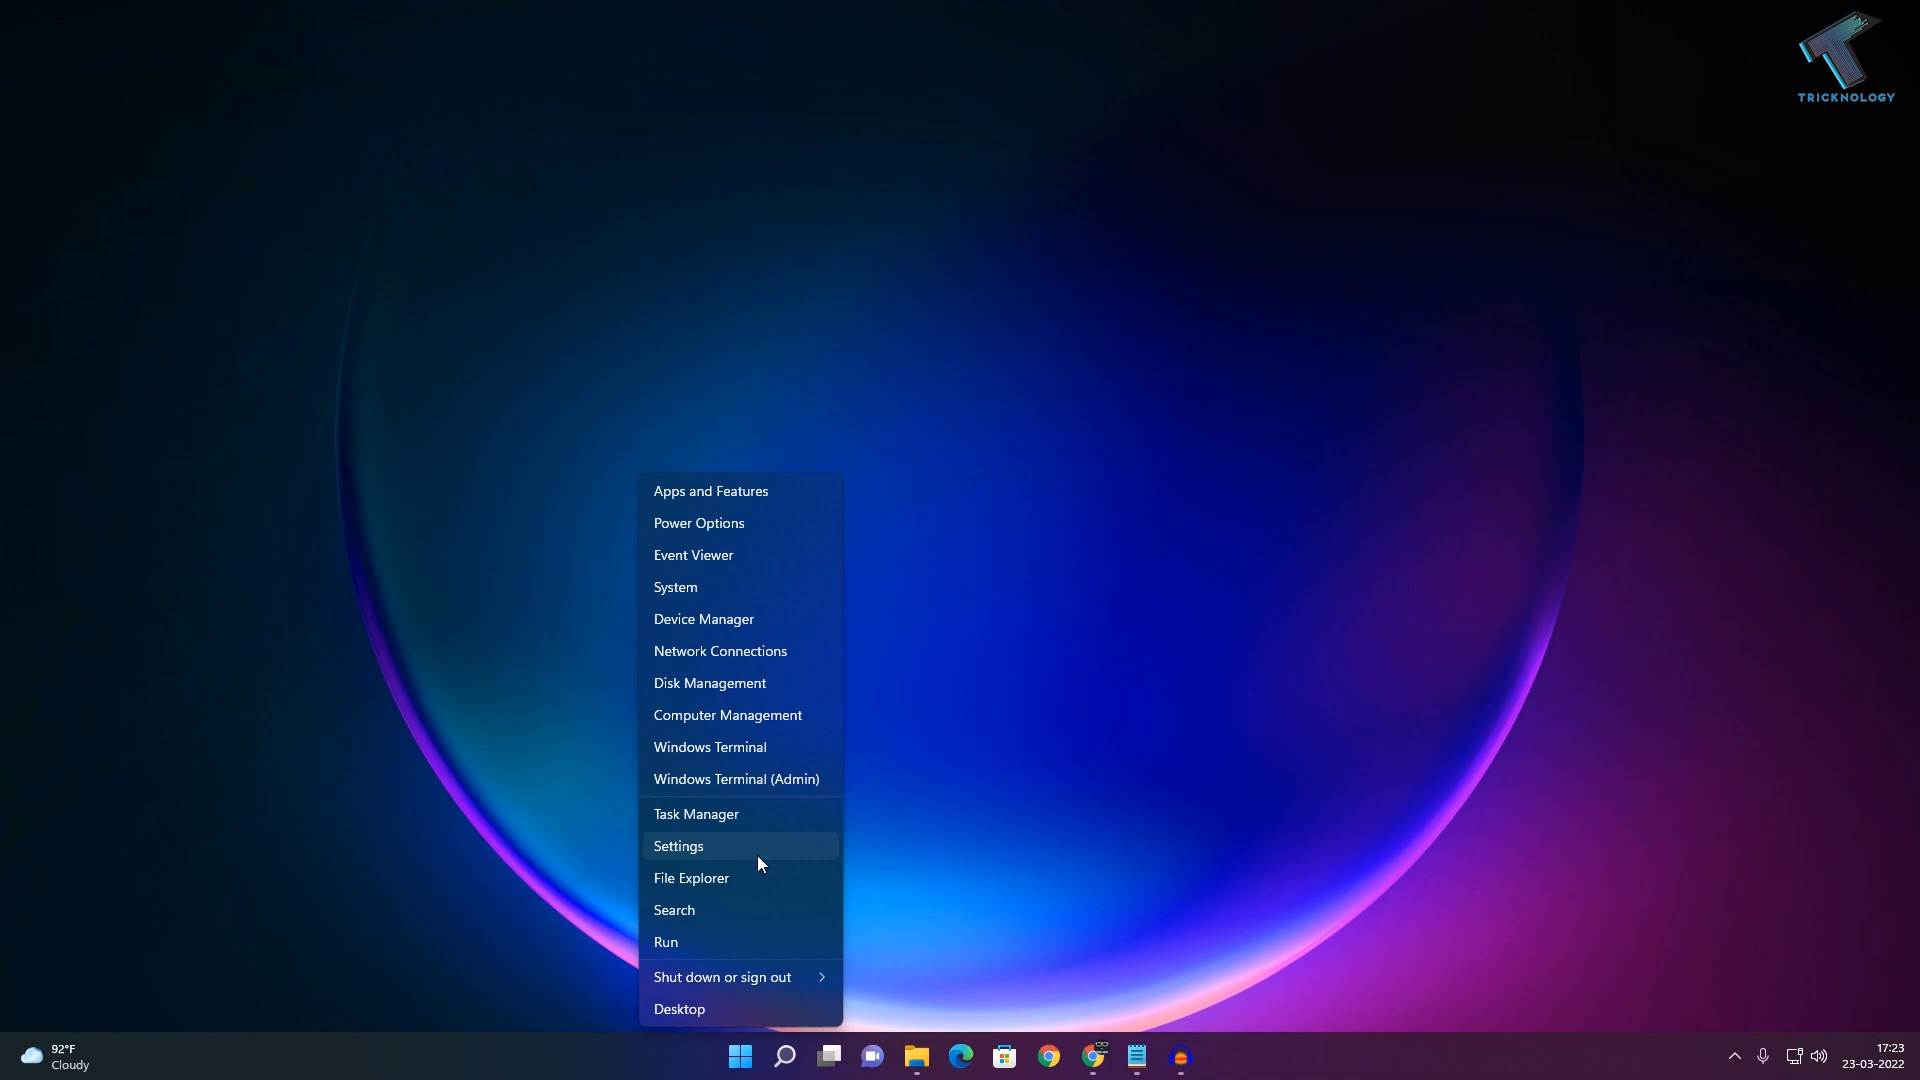 TRICKNOLOGY
Apps and Features
Power Options
Event Viewer
System
Device Manager
Network Connections
Disk Management
Computer Management
Windows Terminal
Windows Terminal (Admin)
Task Manager
Settings
File Explorer
Search
Run
Shut down or sign out
Desktop
92°F
Cloudy
17:23
23-03-2022